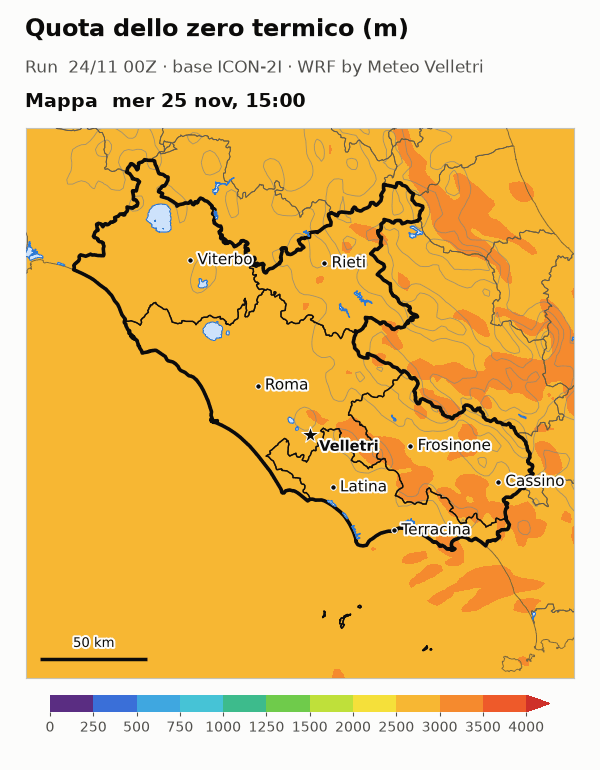 Quota dello zero termico (m)
Run  24/11 00Z · base ICON-2I · WRF by Meteo Velletri
Mappa  mer 25 nov, 15:00
Viterbo
Rieti
Roma
Velletri
Frosinone
Cassino
Latina
Terracina
50 km
0 250 500 750 1000 1250 1500 2000 2500 3000 3500 4000